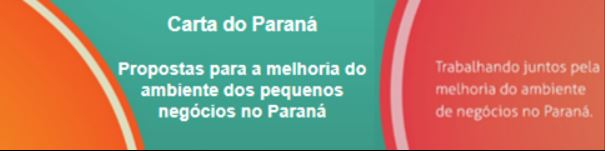 Carta do Paraná
Propostas para a melhoria do
ambiente dos pequenos
negócios no Paraná
Trabalhando juntos pela
melhoria do ambiente
de negócios no Paraná.